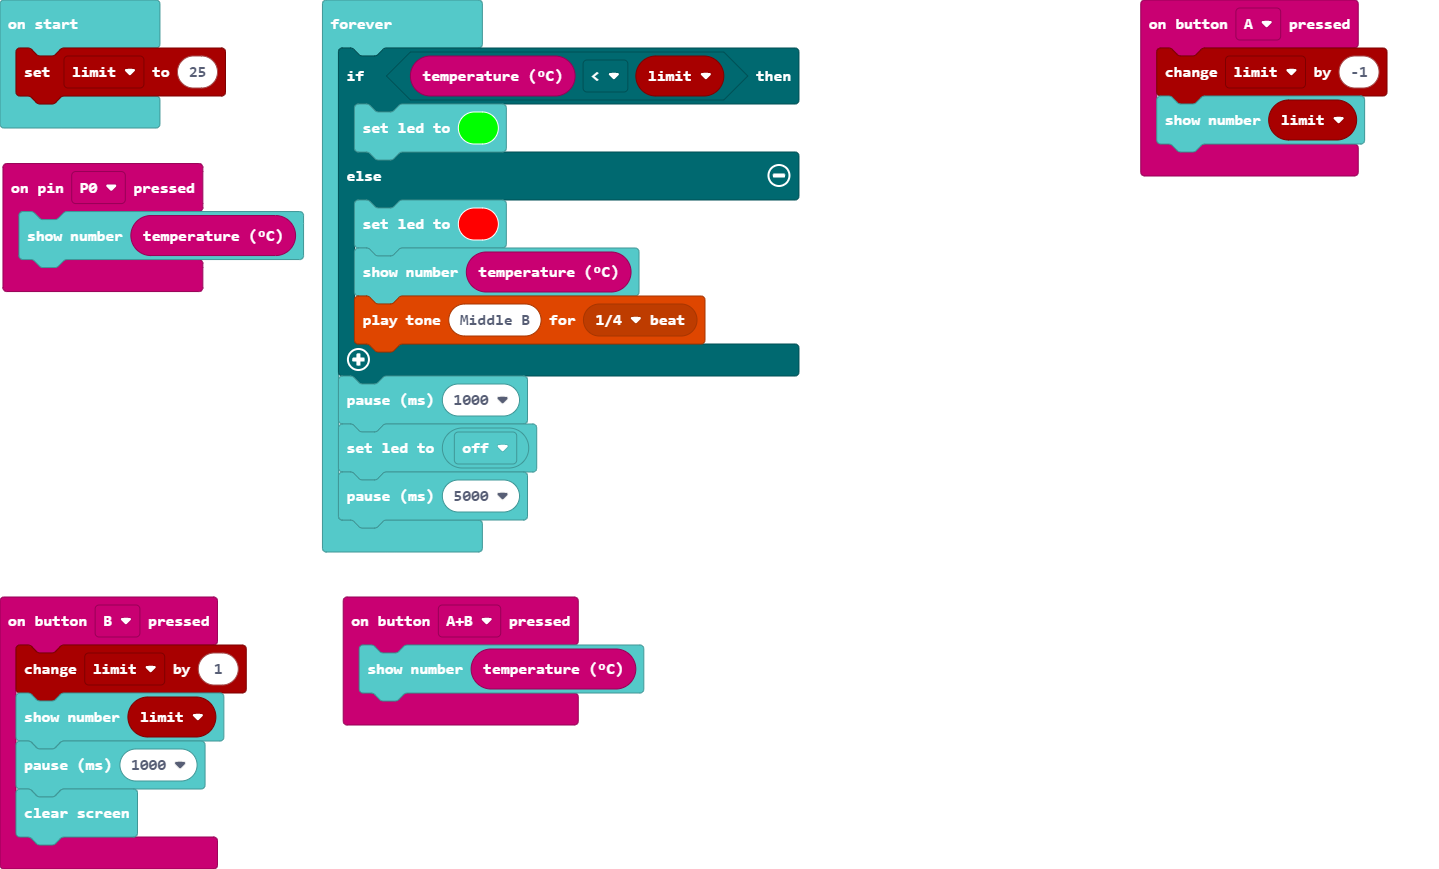 on start
set limit to 25
on pin P0 pressed
show number temperature (ºC)
forever
if temperature (ºC) < limit then
set led to
else
set led to
show number temperature (ºC)
play tone Middle B for 1/4 beat
pause (ms) 1000
set led to off
pause (ms) 5000
on button A pressed
change limit by -1
show number limit
on button B pressed
change limit by 1
show number limit
pause (ms) 1000
clear screen
on button A+B pressed
show number temperature (ºC)